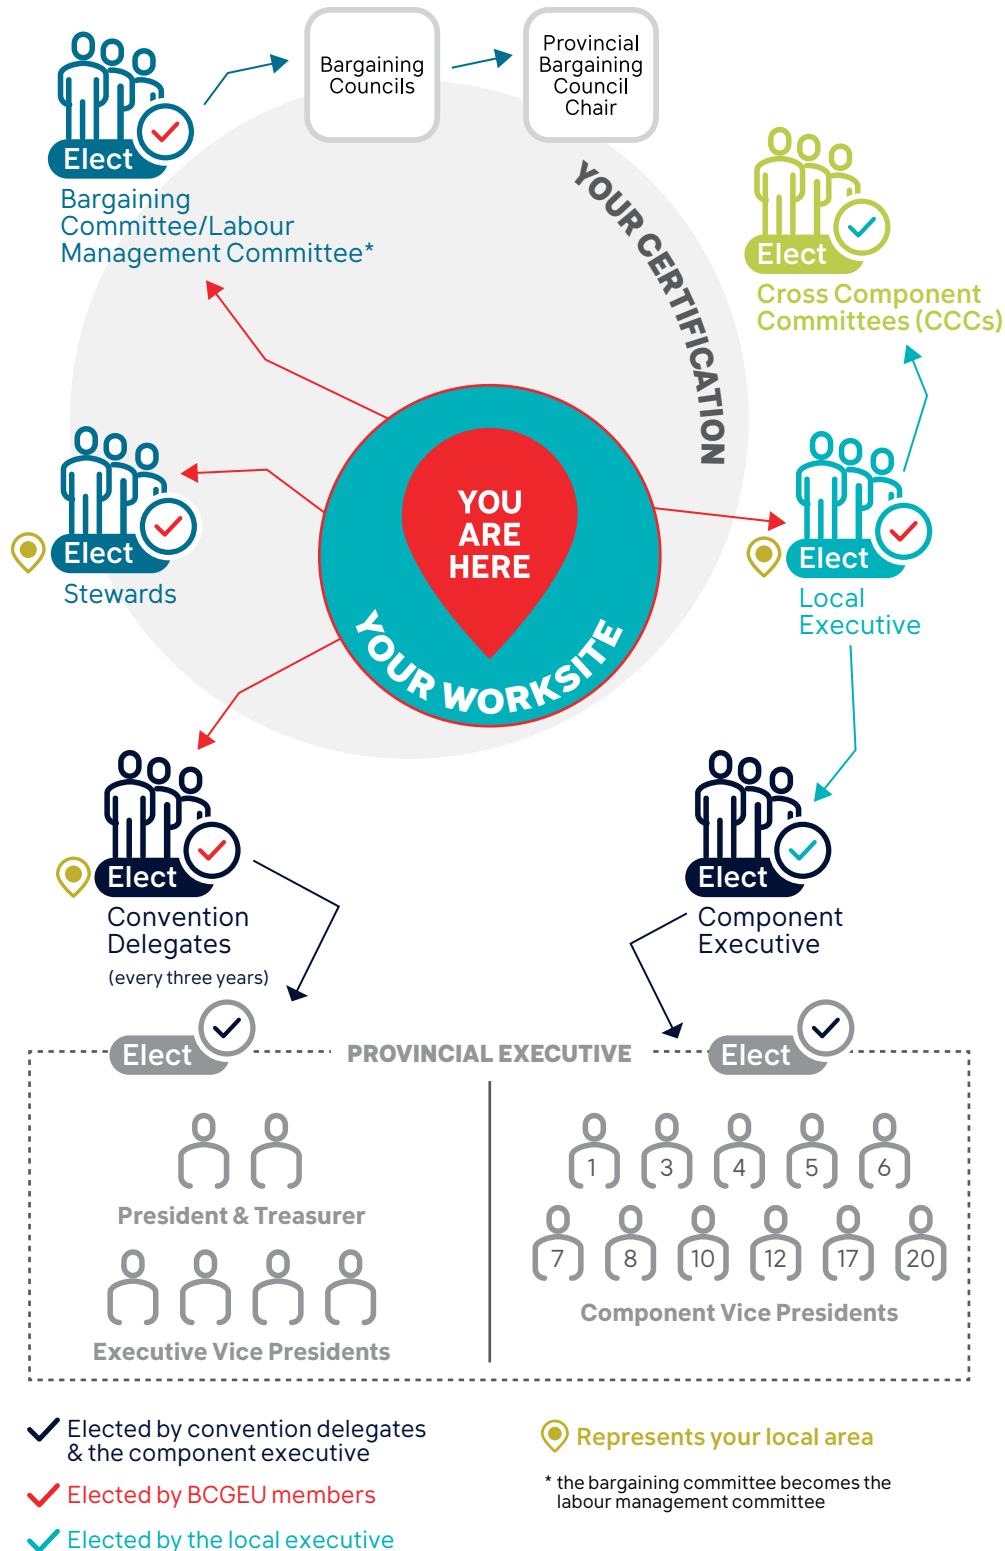 Bargaining
Councils
Provincial
Bargaining
Council
Chair
Elect
Bargaining
Committee/Labour
Management Committee*
YOUR CERTIFICATION
Elect
Cross Component
Committees (CCCs)
Elect
Stewards
YOU
ARE
HERE
YOUR WORKSITE
Elect
Local
Executive
Elect
Convention
Delegates
(every three years)
Elect
Component
Executive
Elect
PROVINCIAL EXECUTIVE
Elect
President & Treasurer
Executive Vice Presidents
1 3 4 5 6
7 8 10 12 17 20
Component Vice Presidents
Elected by convention delegates
& the component executive
Elected by BCGEU members
Elected by the local executive
Represents your local area
* the bargaining committee becomes the
labour management committee